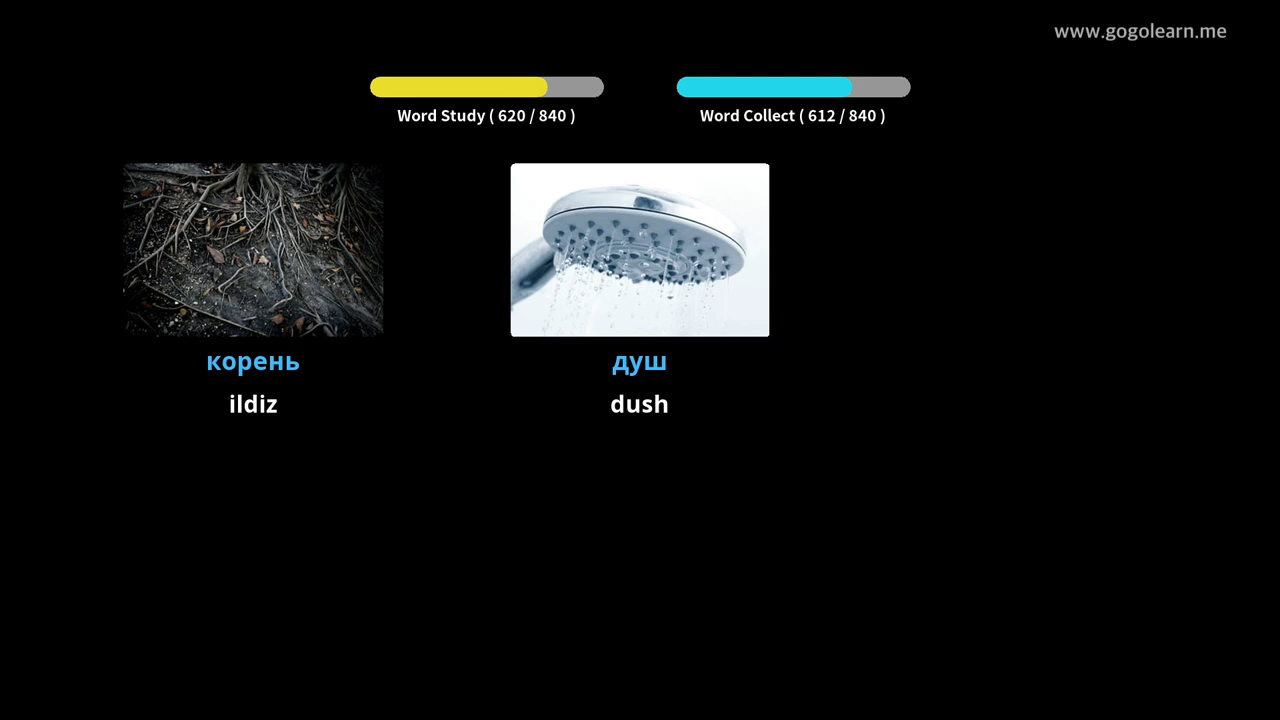 www.gogolearn.me
Word Study ( 620 / 840 )
Word Collect ( 612 / 840 )
корень
ildiz
душ
dush